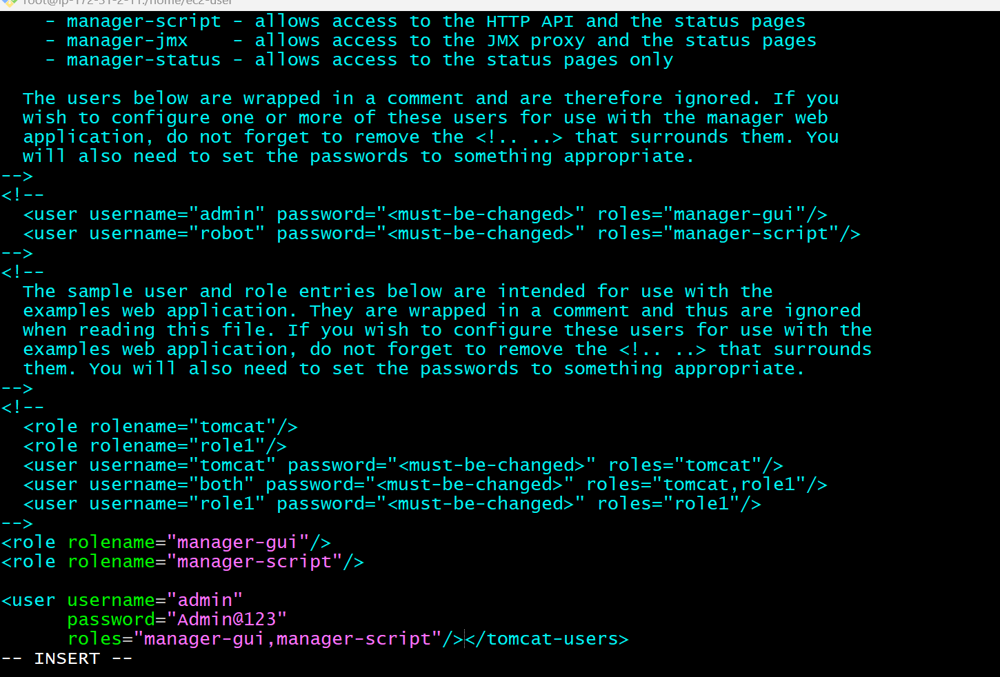 root@ip-172-31-2-11:/home/ec2-user
    - manager-script - allows access to the HTTP API and the status pages
    - manager-jmx    - allows access to the JMX proxy and the status pages
    - manager-status - allows access to the status pages only

  The users below are wrapped in a comment and are therefore ignored. If you
  wish to configure one or more of these users for use with the manager web
  application, do not forget to remove the <!.. ..> that surrounds them. You
  will also need to set the passwords to something appropriate.
-->
<!--
  <user username="admin" password="<must-be-changed>" roles="manager-gui"/>
  <user username="robot" password="<must-be-changed>" roles="manager-script"/>
-->
<!--
  The sample user and role entries below are intended for use with the
  examples web application. They are wrapped in a comment and thus are ignored
  when reading this file. If you wish to configure these users for use with the
  examples web application, do not forget to remove the <!.. ..> that surrounds
  them. You will also need to set the passwords to something appropriate.
-->
<!--
  <role rolename="tomcat"/>
  <role rolename="role1"/>
  <user username="tomcat" password="<must-be-changed>" roles="tomcat"/>
  <user username="both" password="<must-be-changed>" roles="tomcat,role1"/>
  <user username="role1" password="<must-be-changed>" roles="role1"/>
-->
<role rolename="manager-gui"/>
<role rolename="manager-script"/>

<user username="admin"
      password="Admin@123"
      roles="manager-gui,manager-script"/></tomcat-users>
-- INSERT --